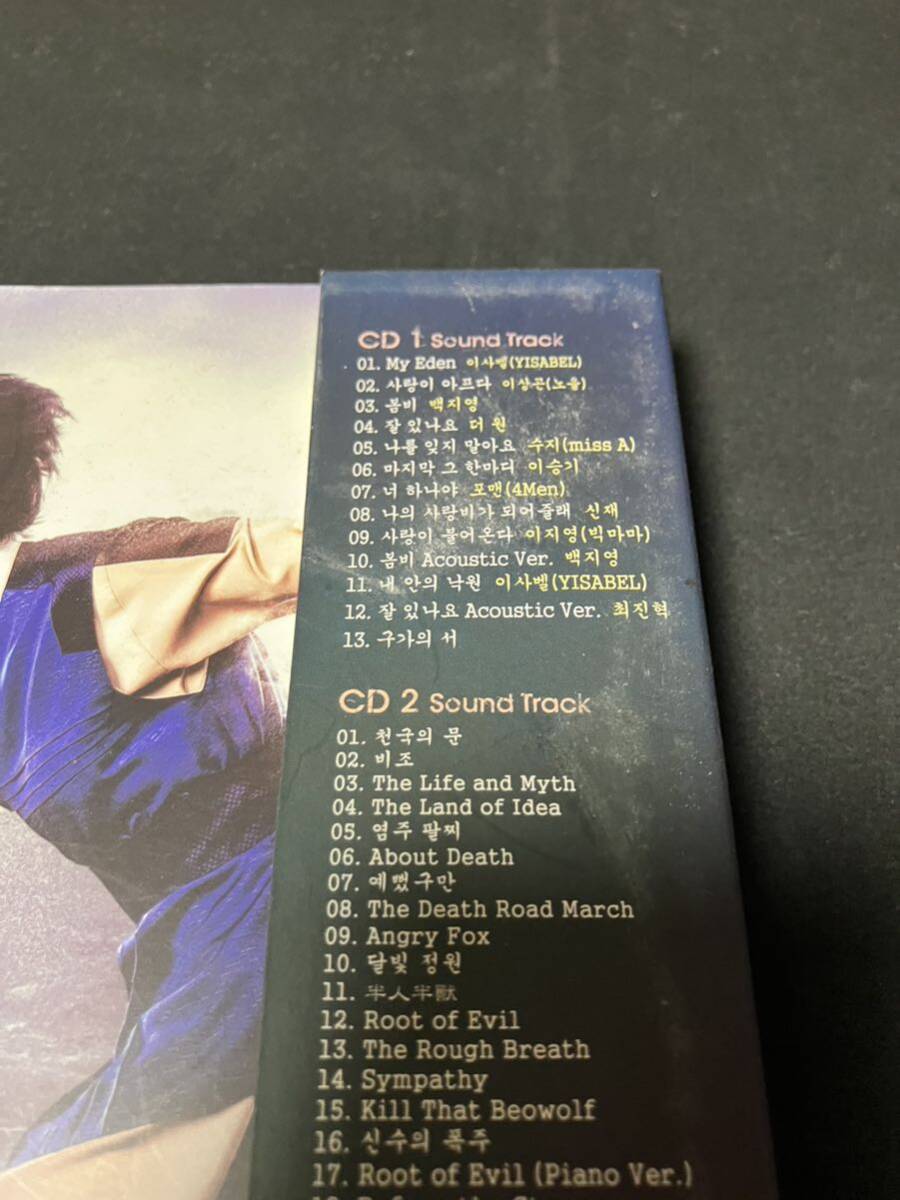 CD 1 Sound Track
01. My Eden 이사벨(YISABEL)
02. 사랑이 아프다 이상곤(노을)
03. 봄비 백지영
04. 잘 있나요 더 원
05. 나를 잊지 말아요 수지(miss A)
06. 마지막 그 한마디 이승기
07. 너 하나야 포맨(4Men)
08. 나의 사랑비가 되어줄래 신재
09. 사랑이 불어온다 이지영(빅마마)
10. 봄비 Acoustic Ver. 백지영
11. 내 안의 낙원 이사벨(YISABEL)
12. 잘 있나요 Acoustic Ver. 최진혁
13. 구가의 서
CD 2 Sound Track
01. 천국의 문
02. 비조
03. The Life and Myth
04. The Land of Idea
05. 염주 팔찌
06. About Death
07. 예뻤구만
08. The Death Road March
09. Angry Fox
10. 달빛 정원
11. 半人半獸
12. Root of Evil
13. The Rough Breath
14. Sympathy
15. Kill That Beowolf
16. 신수의 폭주
17. Root of Evil (Piano Ver.)